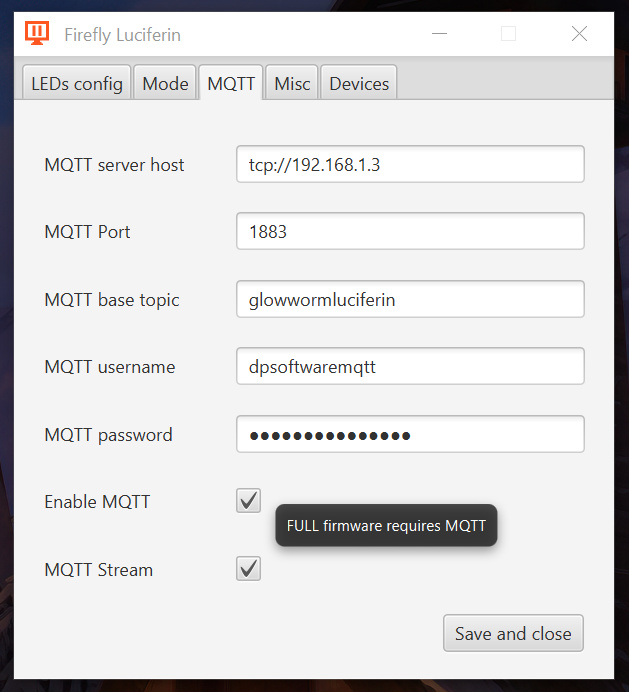 Firefly Luciferin
LEDs config Mode MQTT Misc Devices
MQTT server host tcp://192.168.1.3
MQTT Port 1883
MQTT base topic glowwormluciferin
MQTT username dpsoftwaremqtt
MQTT password ●●●●●●●●●●●●●●●
Enable MQTT
FULL firmware requires MQTT
MQTT Stream
Save and close